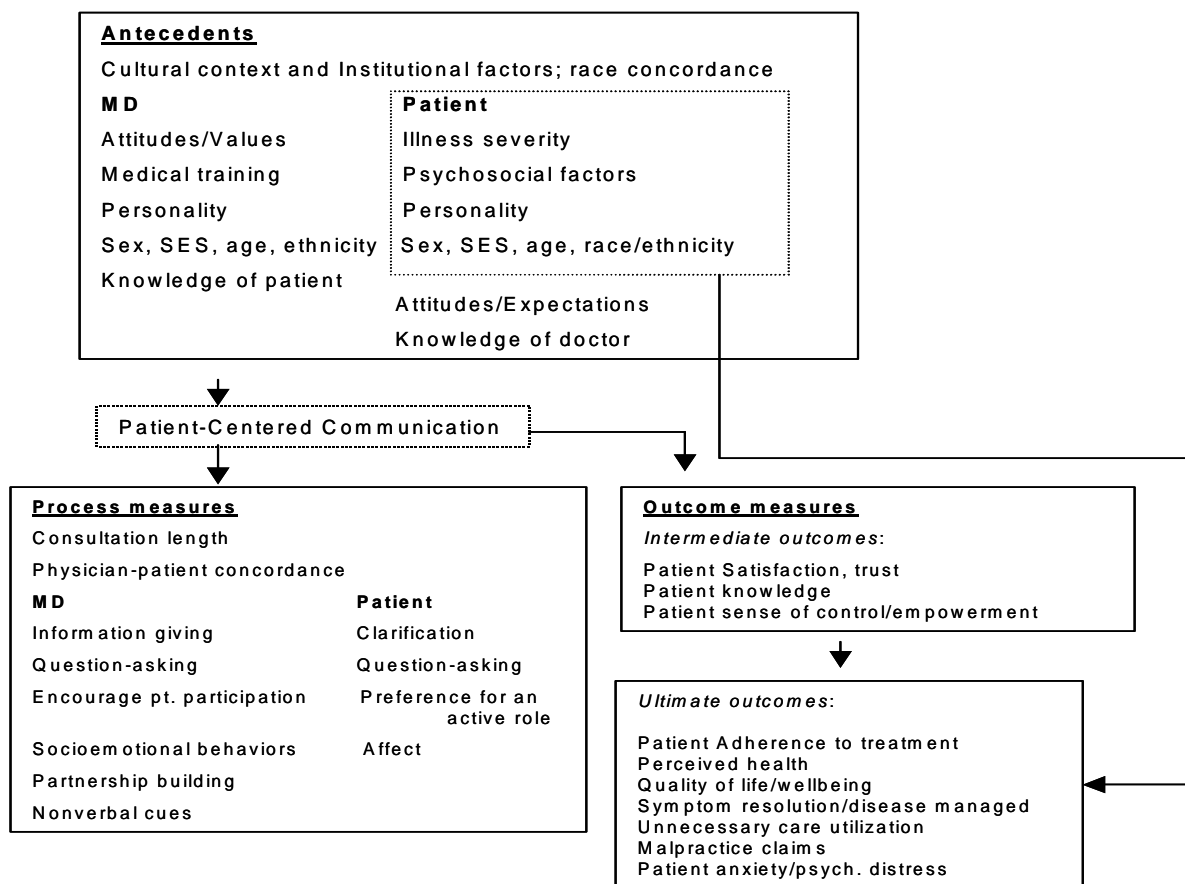 Antecedents
Cultural context and Institutional factors; race concordance
MD
Attitudes/Values
Medical training
Personality
Sex, SES, age, ethnicity
Knowledge of patient
Patient
Illness severity
Psychosocial factors
Personality
Sex, SES, age, race/ethnicity
Attitudes/Expectations
Knowledge of doctor
Patient-Centered Communication
Process measures
Consultation length
Physician-patient concordance
MD
Information giving
Question-asking
Encourage pt. participation
Socioemotional behaviors
Partnership building
Nonverbal cues
Patient
Clarification
Question-asking
Preference for an
active role
Affect
Outcome measures
Intermediate outcomes:
Patient Satisfaction, trust
Patient knowledge
Patient sense of control/empowerment
Ultimate outcomes:
Patient Adherence to treatment
Perceived health
Quality of life/wellbeing
Symptom resolution/disease managed
Unnecessary care utilization
Malpractice claims
Patient anxiety/psych. distress